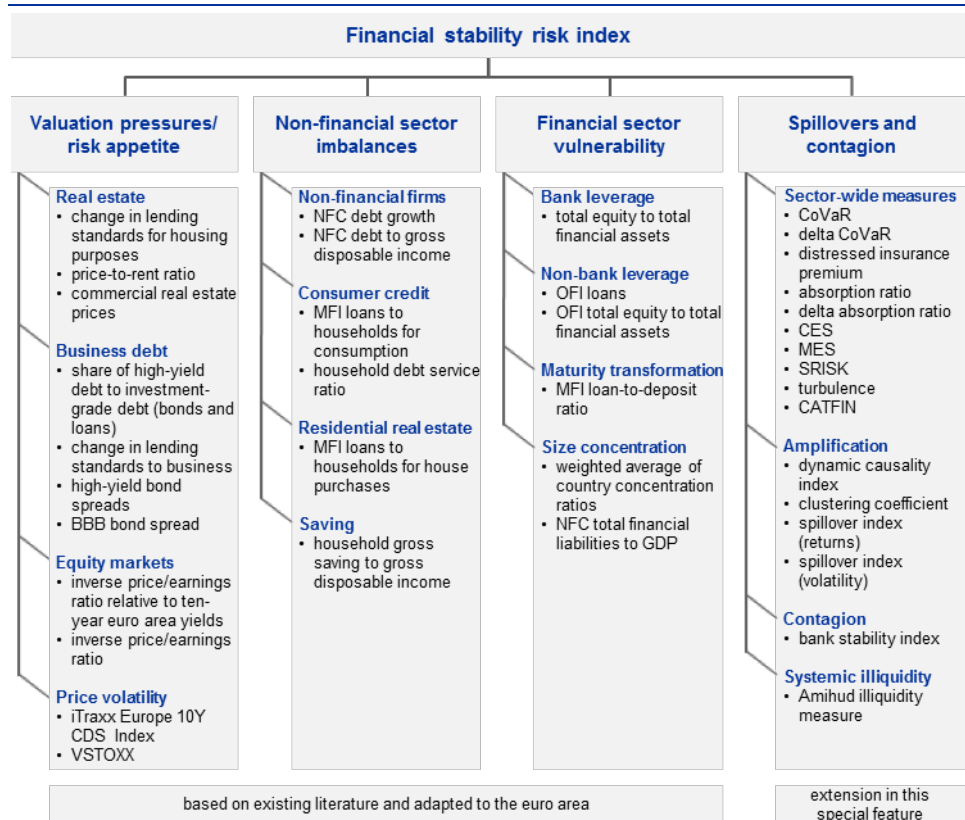 Financial stability risk index
Valuation pressures/
risk appetite
Real estate
• change in lending
standards for housing
purposes
• price-to-rent ratio
• commercial real estate
prices
Business debt
• share of high-yield
debt to investment-
grade debt (bonds and
loans)
• change in lending
standards to business
• high-yield bond
spreads
• BBB bond spread
Equity markets
• inverse price/earnings
ratio relative to ten-
year euro area yields
• inverse price/earnings
ratio
Price volatility
• iTraxx Europe 10Y
CDS Index
• VSTOXX
Non-financial sector
imbalances
Non-financial firms
• NFC debt growth
• NFC debt to gross
disposable income
Consumer credit
• MFI loans to
households for
consumption
• household debt service
ratio
Residential real estate
• MFI loans to
households for house
purchases
Saving
• household gross
saving to gross
disposable income
Financial sector
vulnerability
Bank leverage
• total equity to total
financial assets
Non-bank leverage
• OFI loans
• OFI total equity to total
financial assets
Maturity transformation
• MFI loan-to-deposit
ratio
Size concentration
• weighted average of
country concentration
ratios
• NFC total financial
liabilities to GDP
Spillovers and
contagion
Sector-wide measures
• CoVaR
• delta CoVaR
• distressed insurance
premium
• absorption ratio
• delta absorption ratio
• CES
• MES
• SRISK
• turbulence
• CATFIN
Amplification
• dynamic causality
index
• clustering coefficient
• spillover index
(returns)
• spillover index
(volatility)
Contagion
• bank stability index
Systemic illiquidity
• Amihud illiquidity
measure
based on existing literature and adapted to the euro area
extension in this
special feature